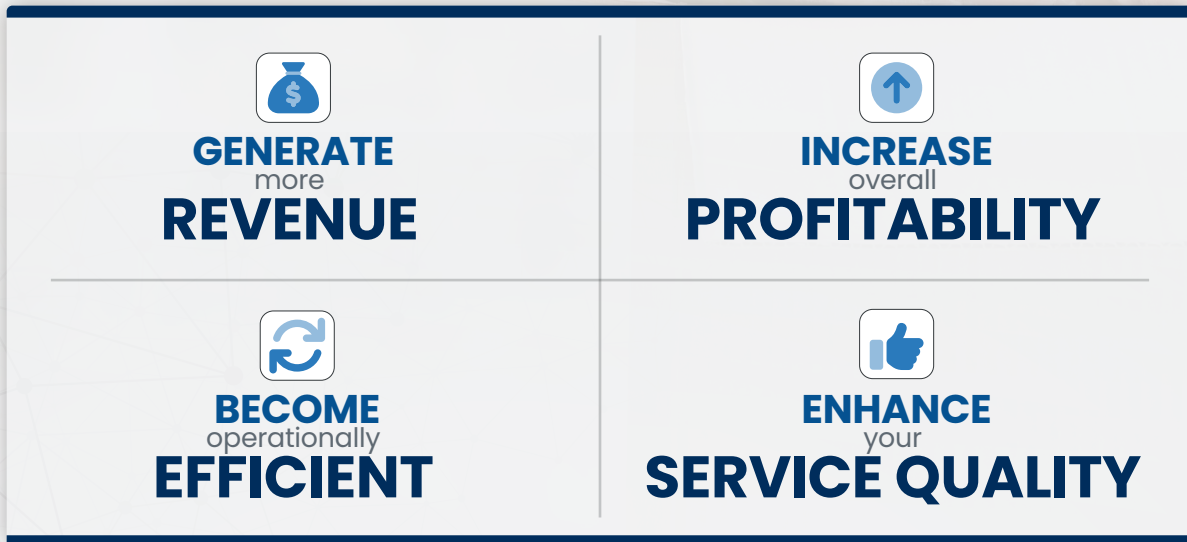 $
GENERATE
more
REVENUE
INCREASE
overall
PROFITABILITY
BECOME
operationally
EFFICIENT
ENHANCE
your
SERVICE QUALITY